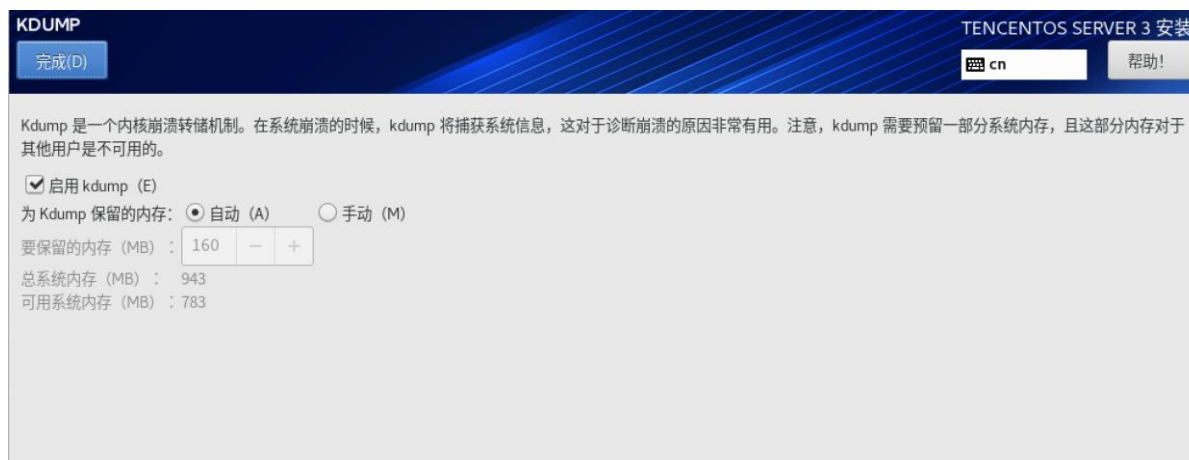 KDUMP
TENCENTOS SERVER 3 安装
完成(D)
cn
帮助!
Kdump 是一个内核崩溃转储机制。在系统崩溃的时候，kdump 将捕获系统信息，这对于诊断崩溃的原因非常有用。注意，kdump 需要预留一部分系统内存，且这部分内存对于
其他用户是不可用的。
启用 kdump（E）
为 Kdump 保留的内存： 自动（A） 手动（M）
要保留的内存（MB）： 160 − +
总系统内存（MB）： 943
可用系统内存（MB）：783